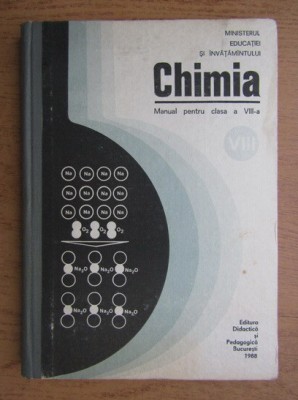 MINISTERUL
EDUCAȚIEI
ȘI ÎNVĂȚĂMÎNTULUI
Chimia
Manual pentru clasa a VIII-a
VIII
Na Na Na Na
Na Na Na Na
Na Na Na Na
O₂ O₂ O₂
Na₂O Na₂O Na₂O
Na₂O Na₂O Na₂O
Editura
Didactică
și
Pedagogică
București
1988